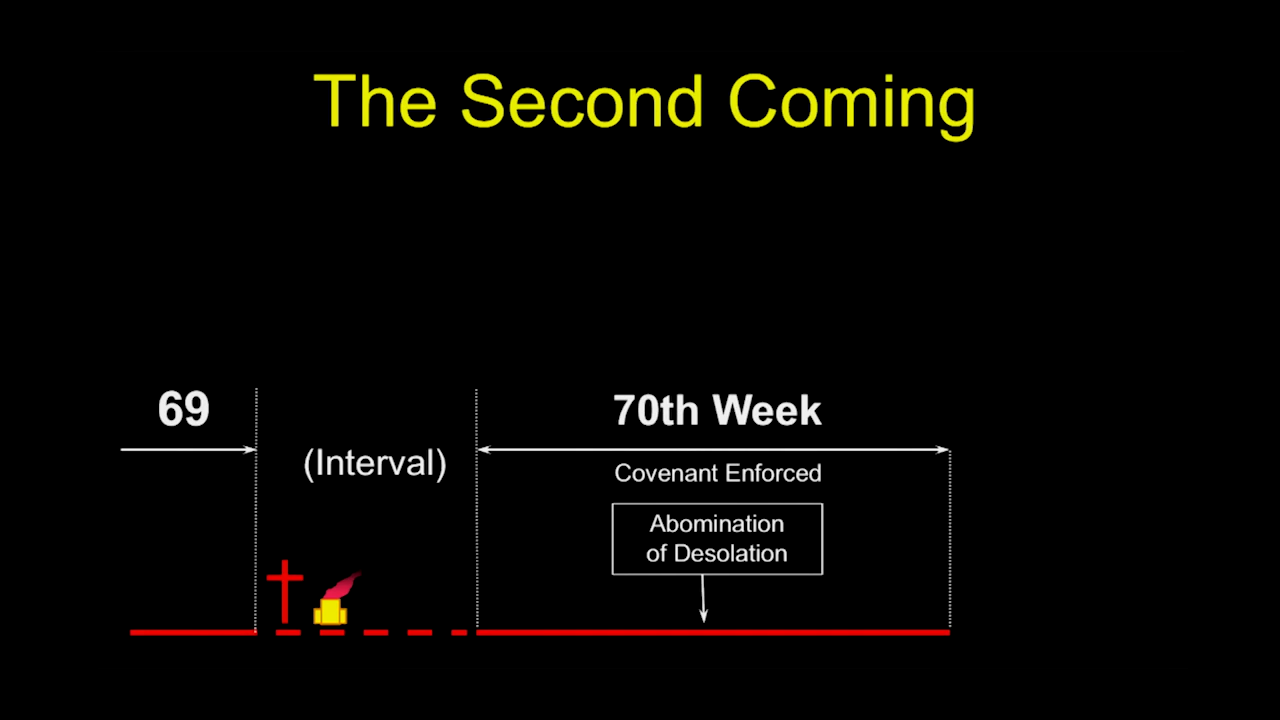 The Second Coming
69
(Interval)
70th Week
Covenant Enforced
Abomination
of Desolation